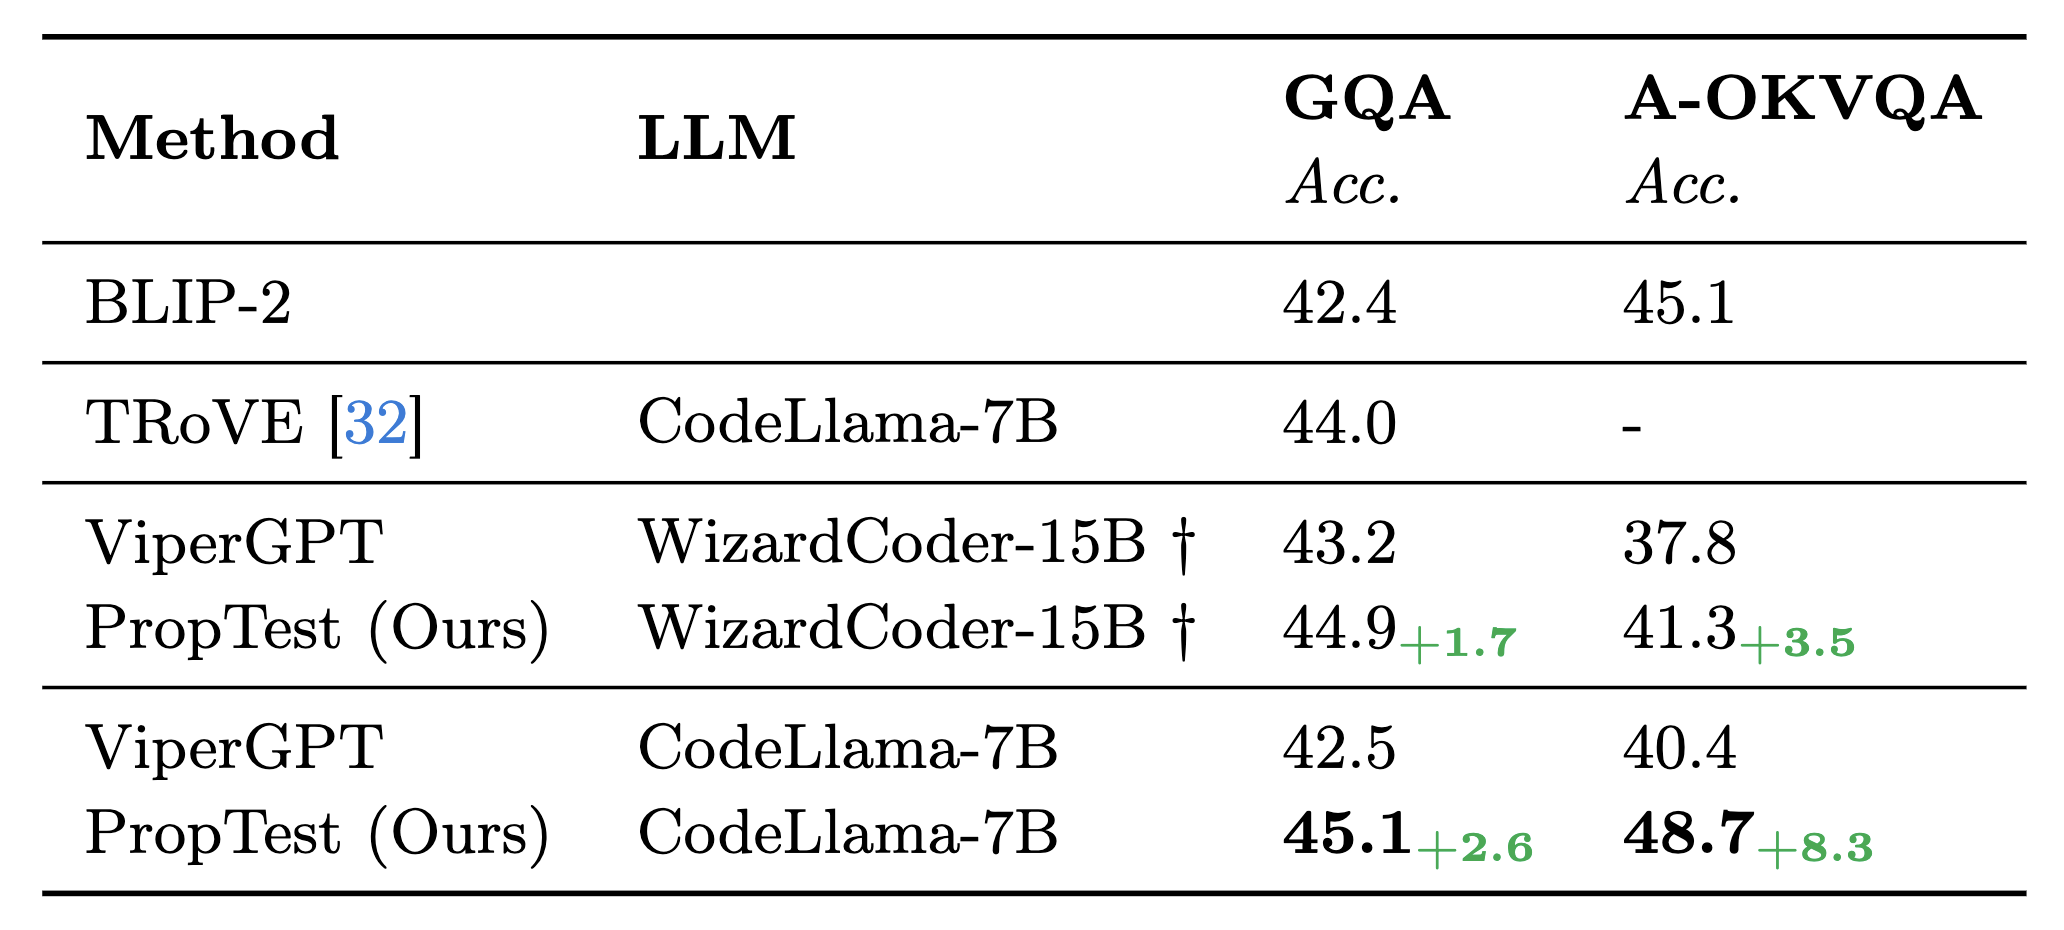 Method LLM GQA A-OKVQA
Acc. Acc.
BLIP-2 42.4 45.1
TRoVE [32] CodeLlama-7B 44.0 -
ViperGPT WizardCoder-15B † 43.2 37.8
PropTest (Ours) WizardCoder-15B † 44.9+1.7 41.3+3.5
ViperGPT CodeLlama-7B 42.5 40.4
PropTest (Ours) CodeLlama-7B 45.1+2.6 48.7+8.3